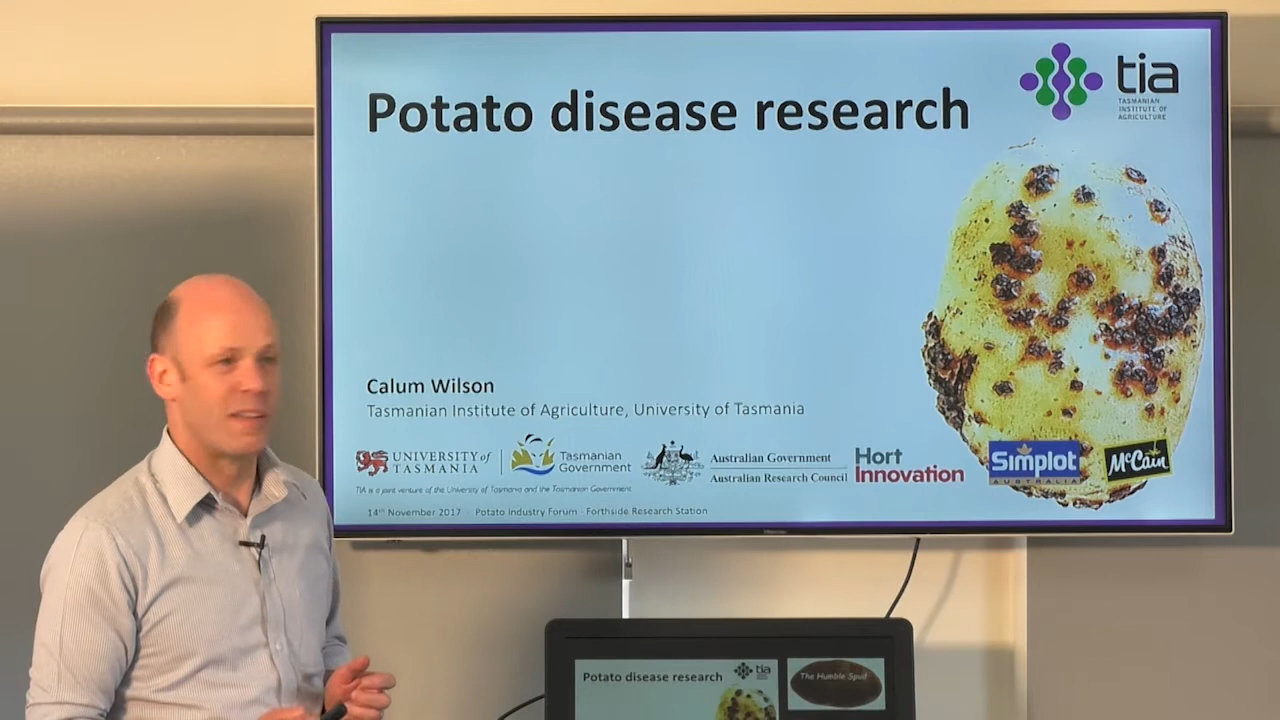 Potato disease research
tia
TASMANIAN
INSTITUTE OF
AGRICULTURE
Calum Wilson
Tasmanian Institute of Agriculture, University of Tasmania
UNIVERSITY of
TASMANIA
Tasmanian
Government
Australian Government
Australian Research Council
Hort
Innovation
Simplot
AUSTRALIA
McCain
TIA is a joint venture of the University of Tasmania and the Tasmanian Government
14th November 2017 - Potato Industry Forum - Forthside Research Station
Hisense
Potato disease research
tia
The Humble Spud